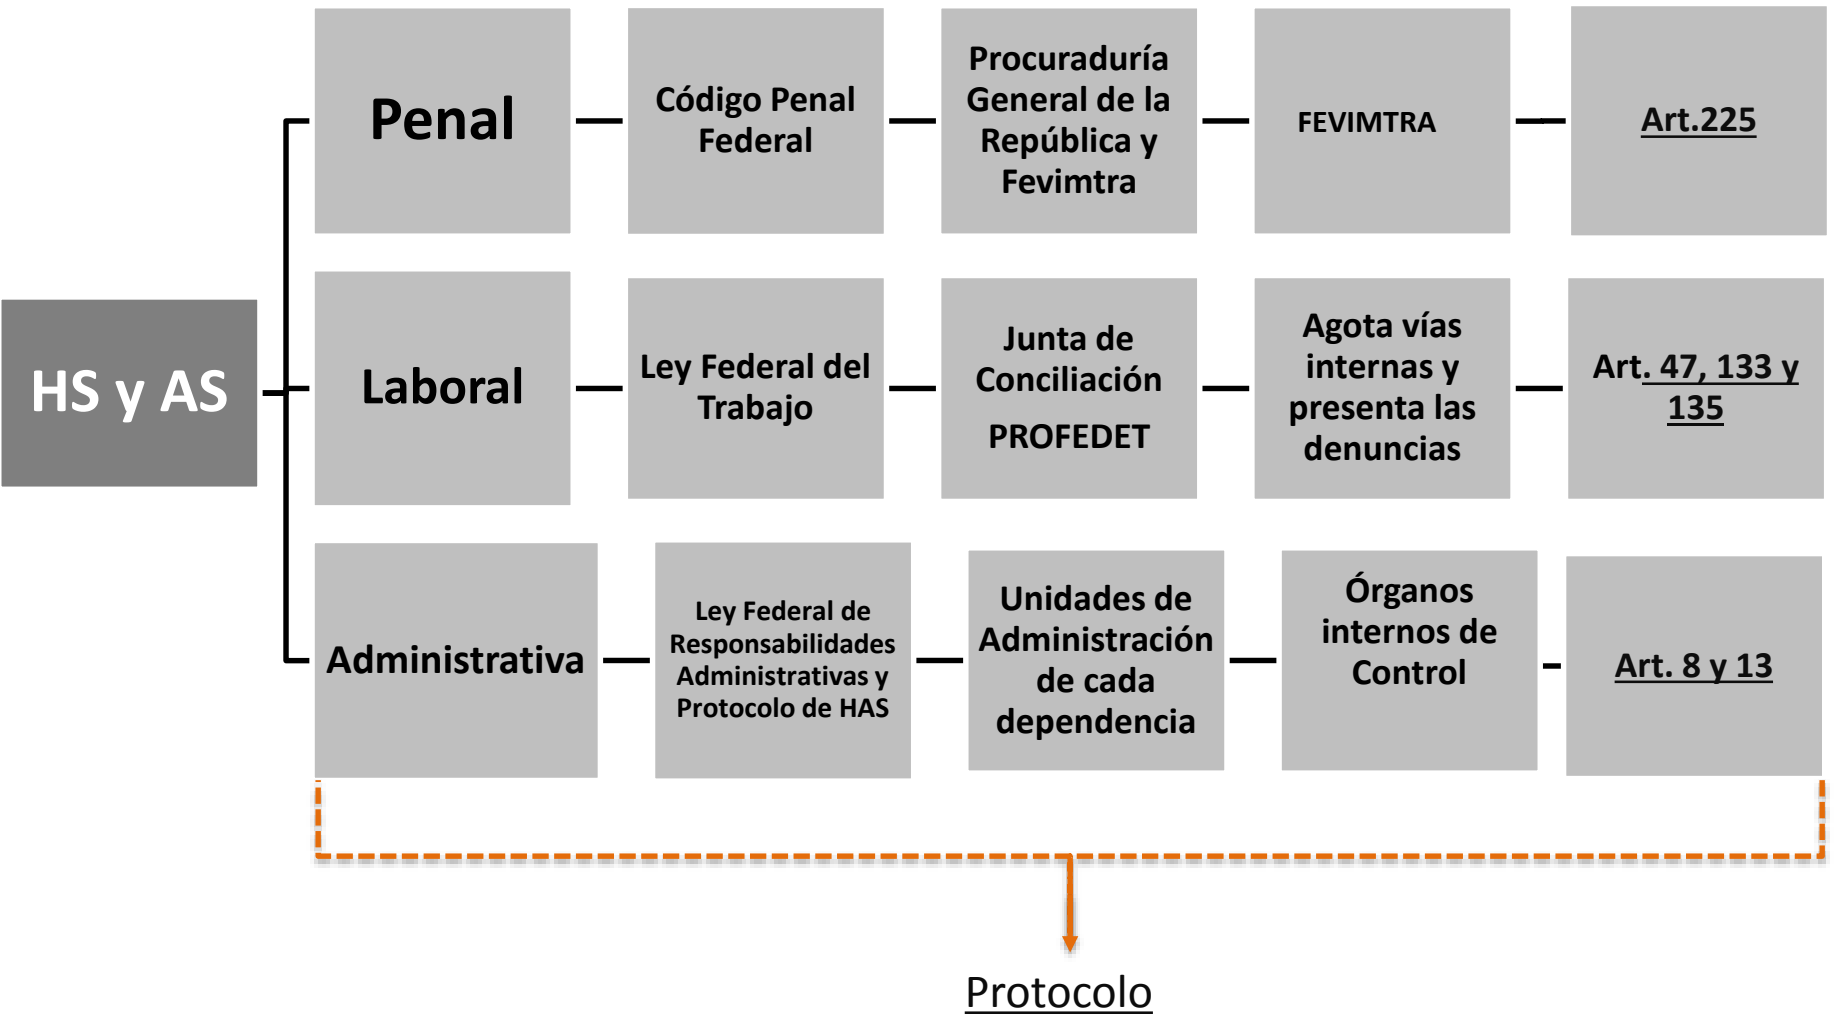 HS y AS
Penal
Código Penal
Federal
Procuraduría
General de la
República y
Fevimtra
FEVIMTRA
Art.225
Laboral
Ley Federal del
Trabajo
Junta de
Conciliación
PROFEDET
Agota vías
internas y
presenta las
denuncias
Art. 47, 133 y
135
Administrativa
Ley Federal de
Responsabilidades
Administrativas y
Protocolo de HAS
Unidades de
Administración
de cada
dependencia
Órganos
internos de
Control
Art. 8 y 13
Protocolo